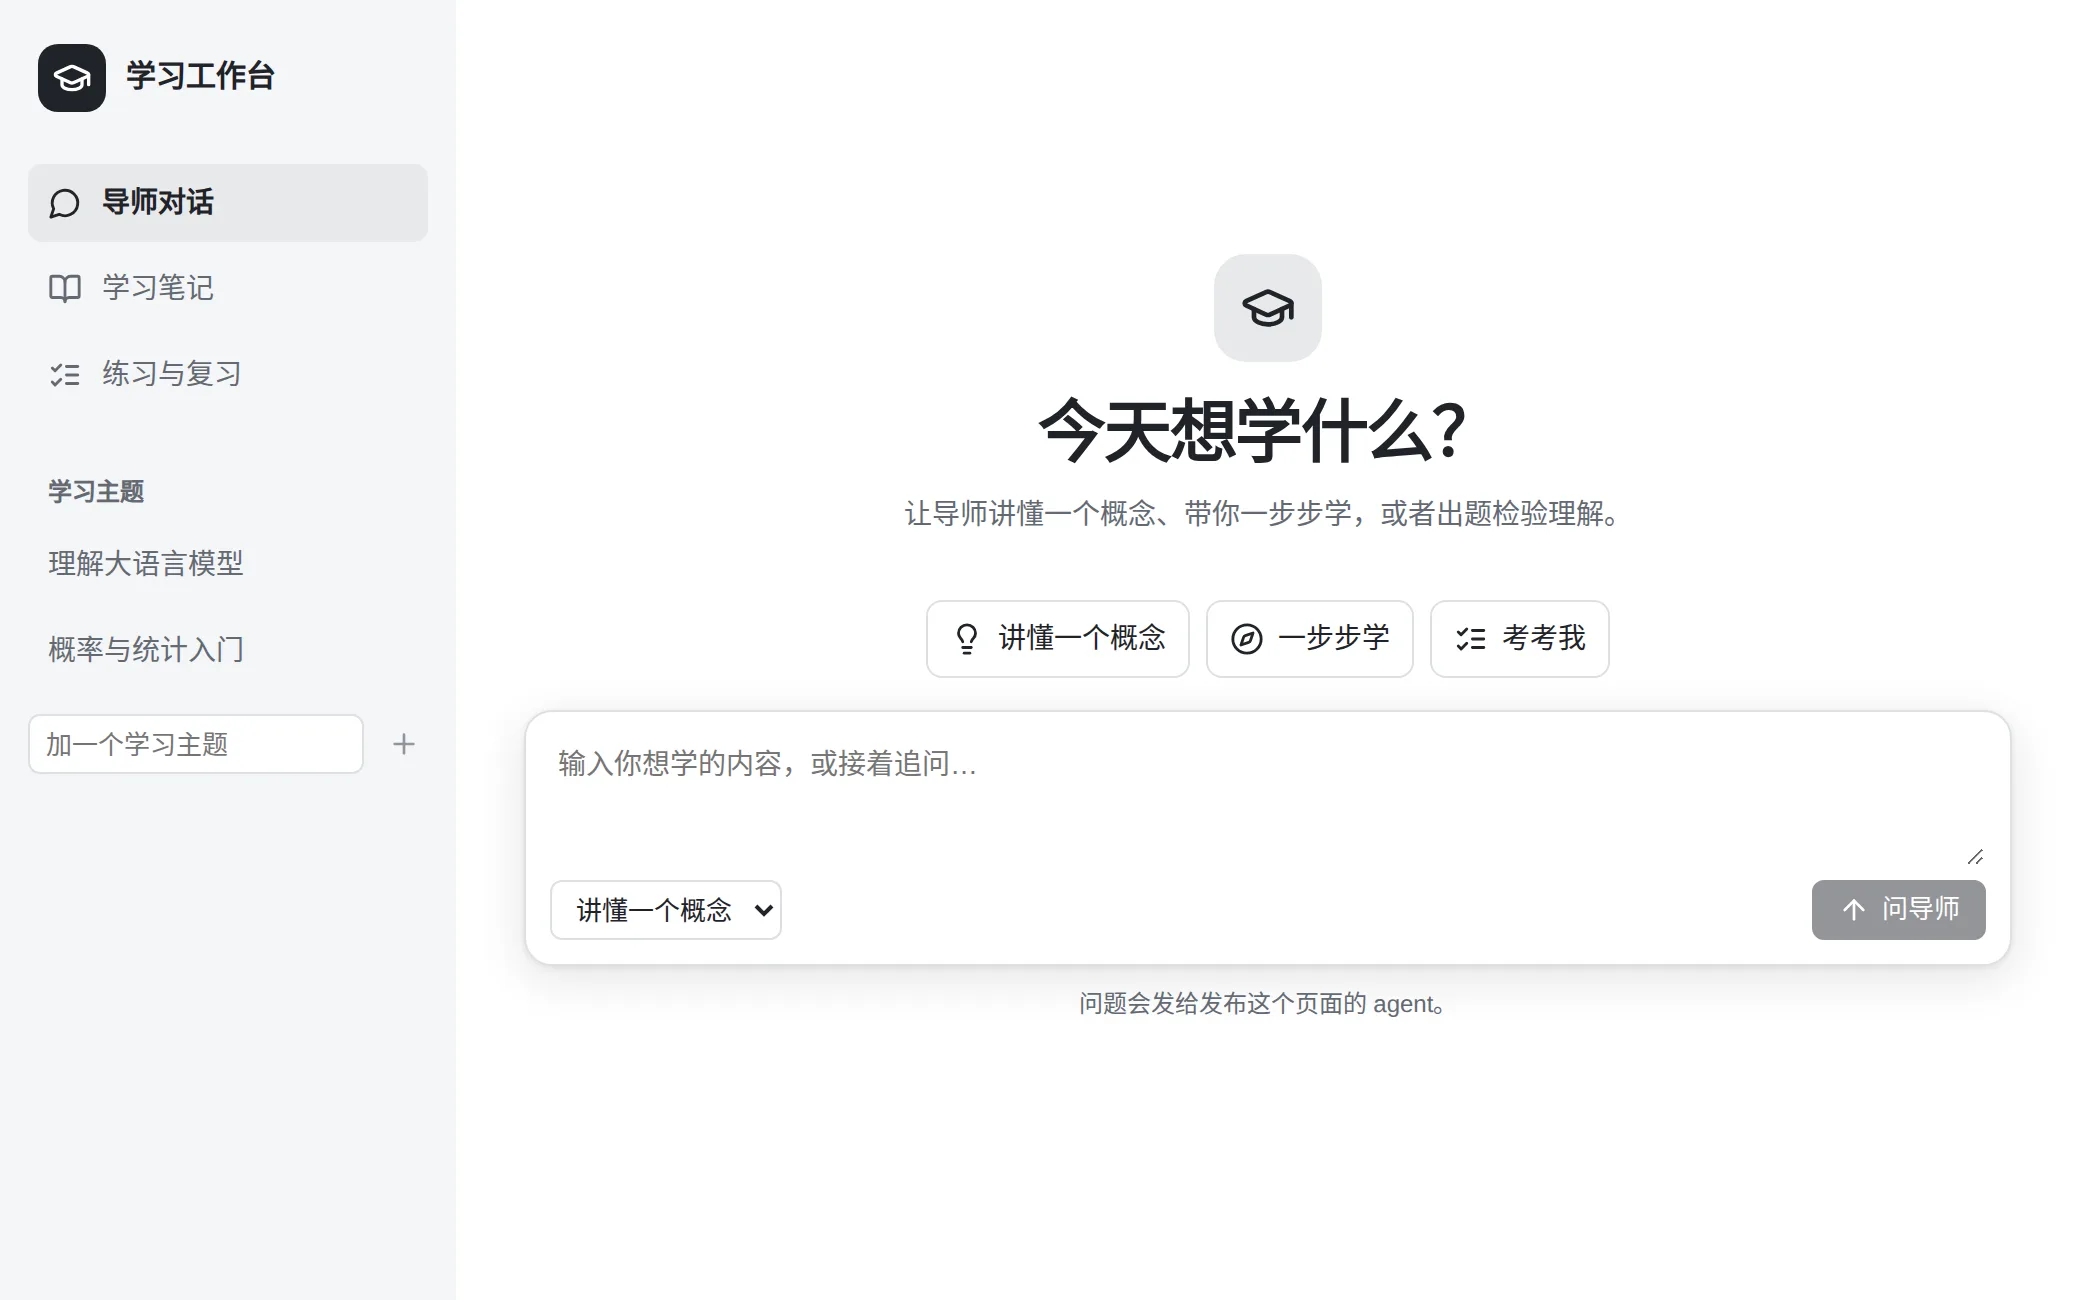 学习工作台
导师对话
学习笔记
练习与复习
学习主题
理解大语言模型
概率与统计入门
加一个学习主题
今天想学什么？
让导师讲懂一个概念、带你一步步学，或者出题检验理解。
讲懂一个概念
一步步学
考考我
输入你想学的内容，或接着追问…
讲懂一个概念
问导师
问题会发给发布这个页面的 agent。